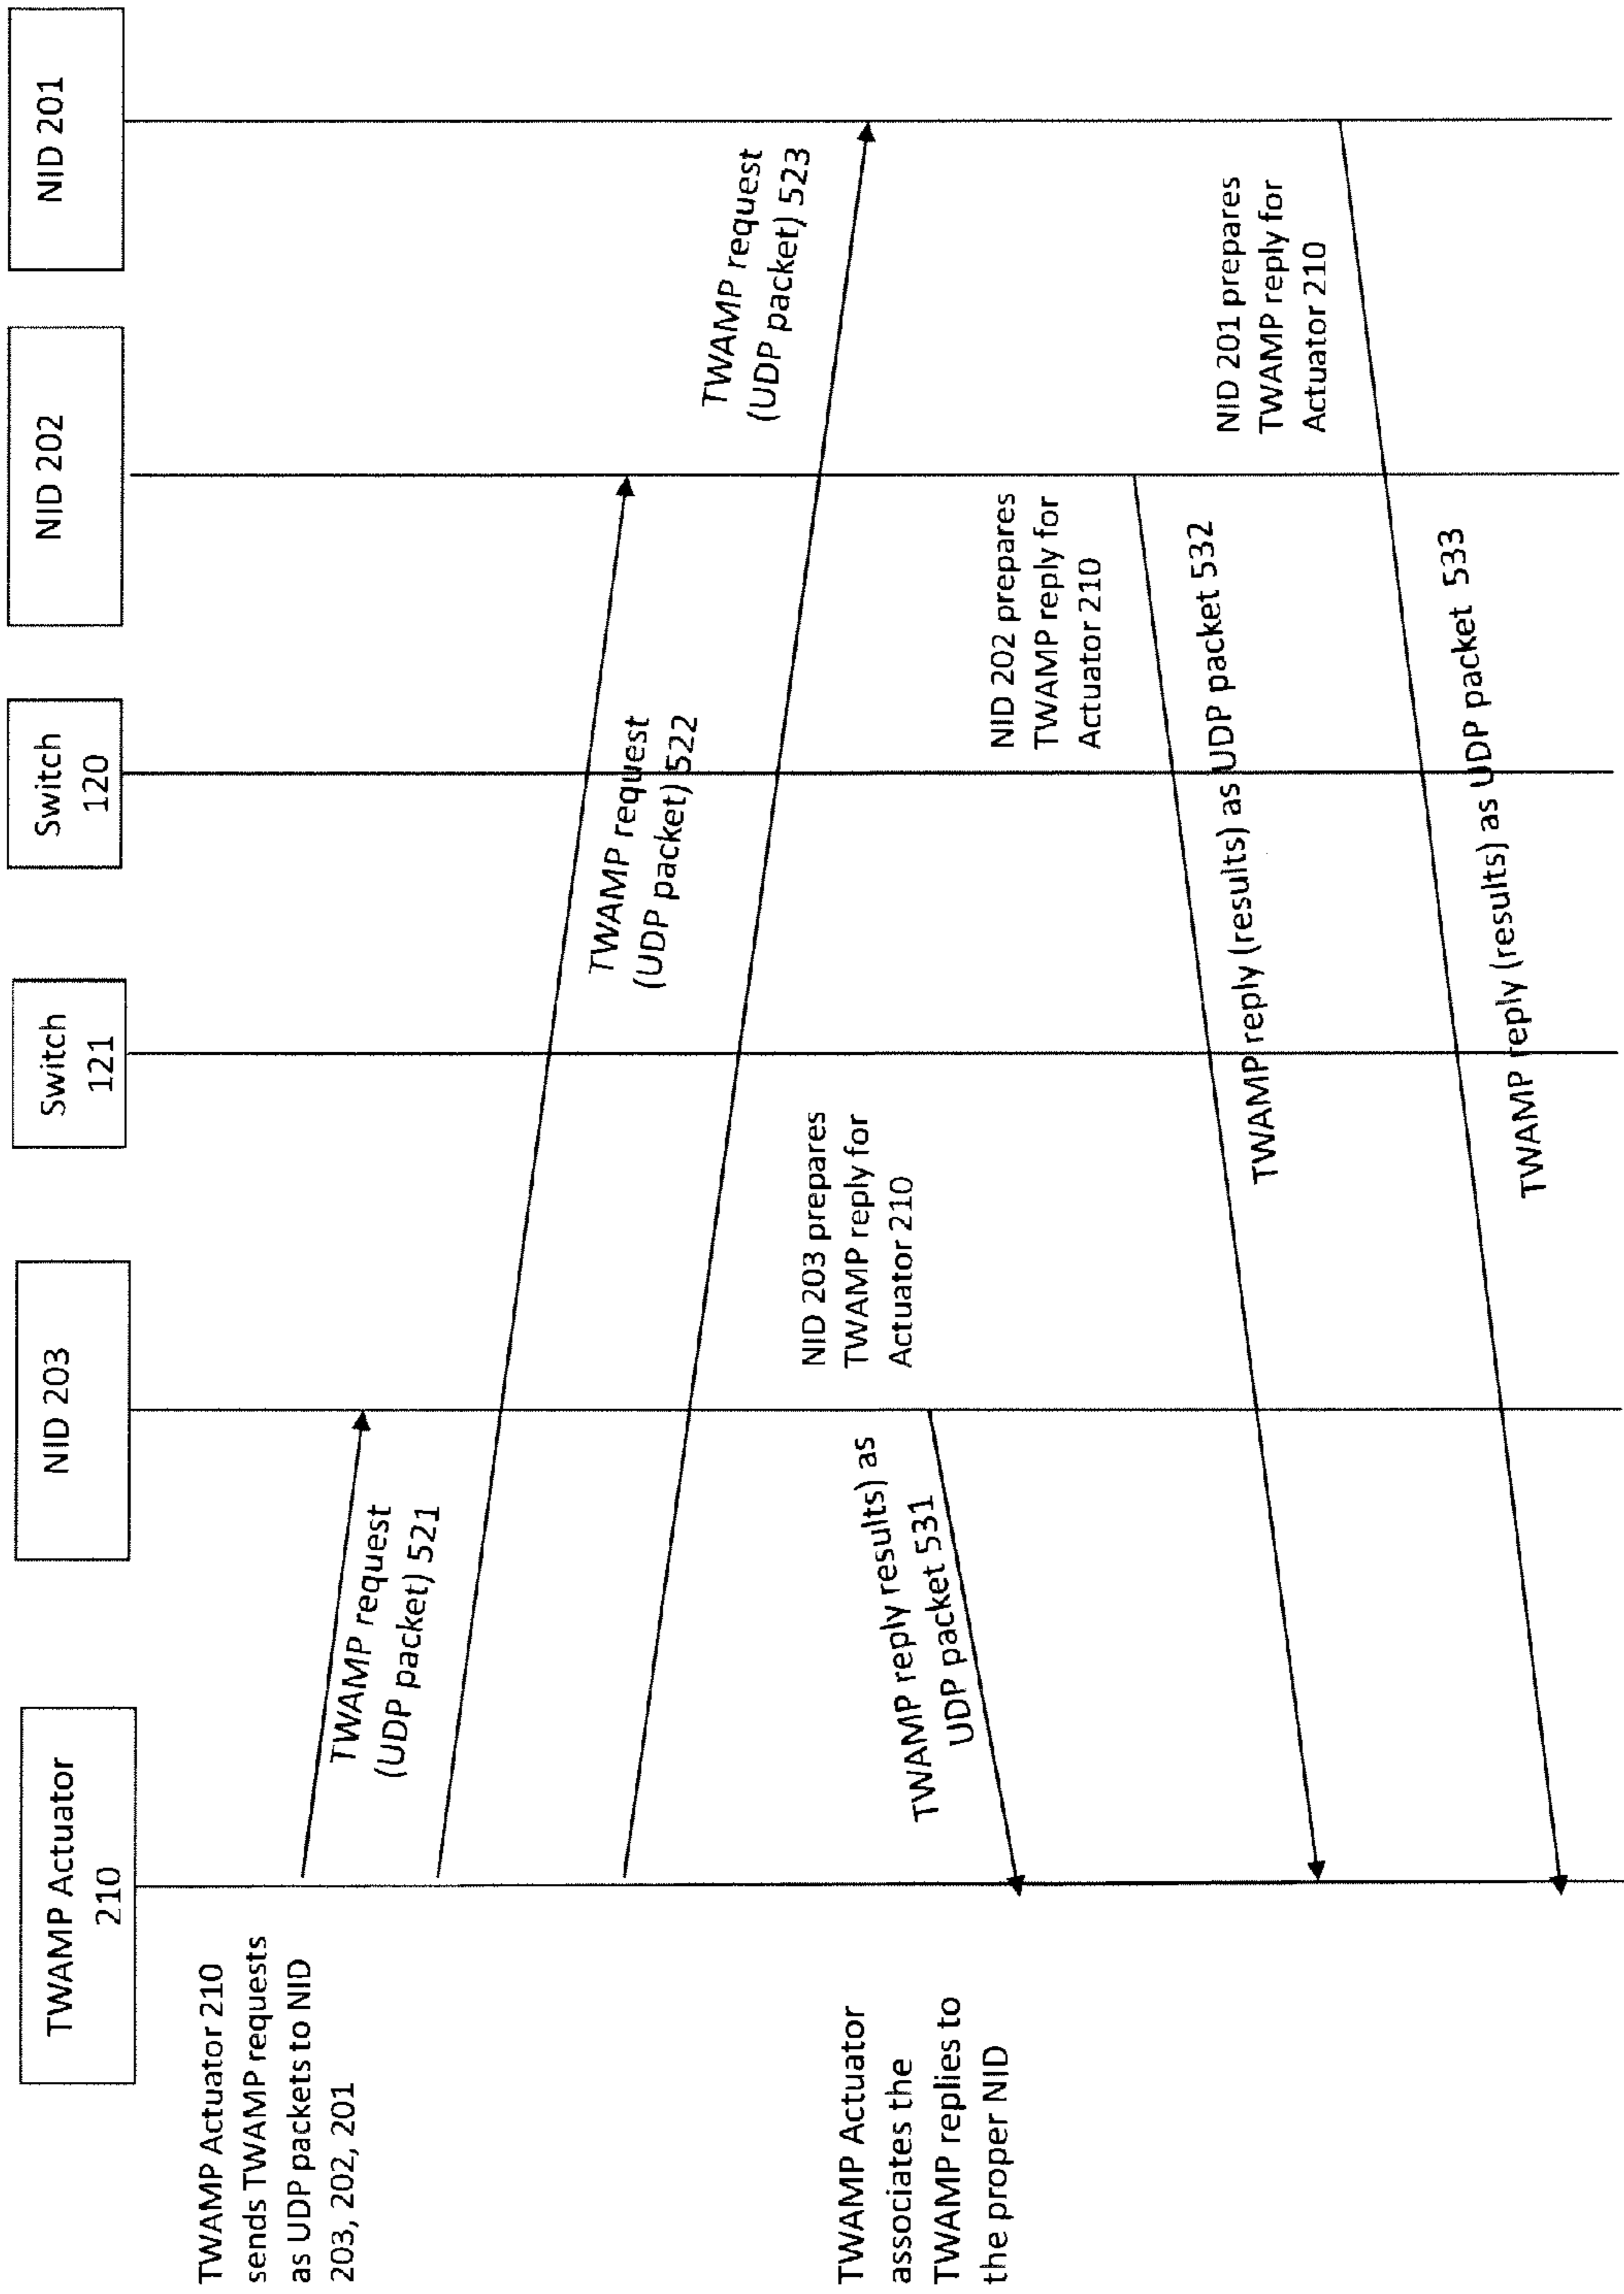 TWAMP Actuator
210
NID 203
Switch
121
Switch
120
NID 202
NID 201
TWAMP Actuator 210
sends TWAMP requests
as UDP packets to NID
203, 202, 201
TWAMP request
(UDP packet) 521
TWAMP request
(UDP packet) 522
TWAMP request
(UDP packet) 523
NID 203 prepares
TWAMP reply for
Actuator 210
TWAMP reply results) as
UDP packet 531
TWAMP Actuator
associates the
TWAMP replies to
the proper NID
NID 202 prepares
TWAMP reply for
Actuator 210
TWAMP reply (results) as UDP packet 532
NID 201 prepares
TWAMP reply for
Actuator 210
TWAMP reply (results) as UDP packet 533